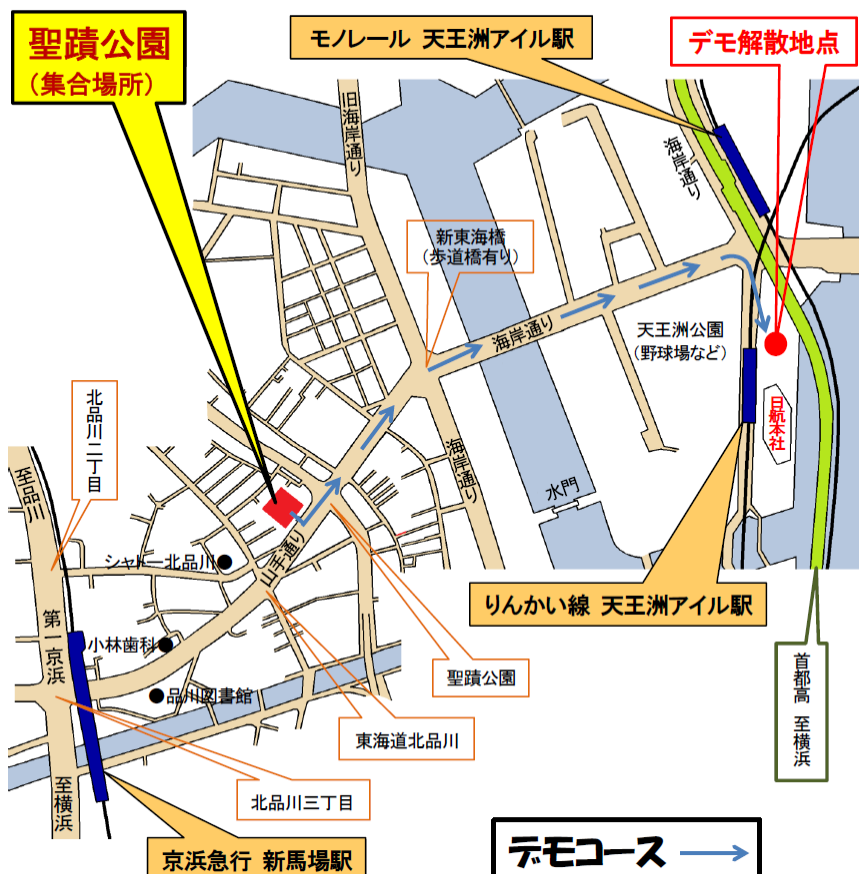 聖蹟公園
(集合場所)
モノレール 天王洲アイル駅
デモ解散地点
旧海岸通り
海岸通り
新東海橋
(歩道橋有り)
海岸通り
天王洲公園
(野球場など)
日航本社
北品川二丁目
至品川
海岸通り
水門
山手通り
シャトー北品川
りんかい線 天王洲アイル駅
第一京浜
小林歯科
聖蹟公園
首都高 至横浜
品川図書館
東海道北品川
至横浜
北品川三丁目
京浜急行 新馬場駅
デモコース